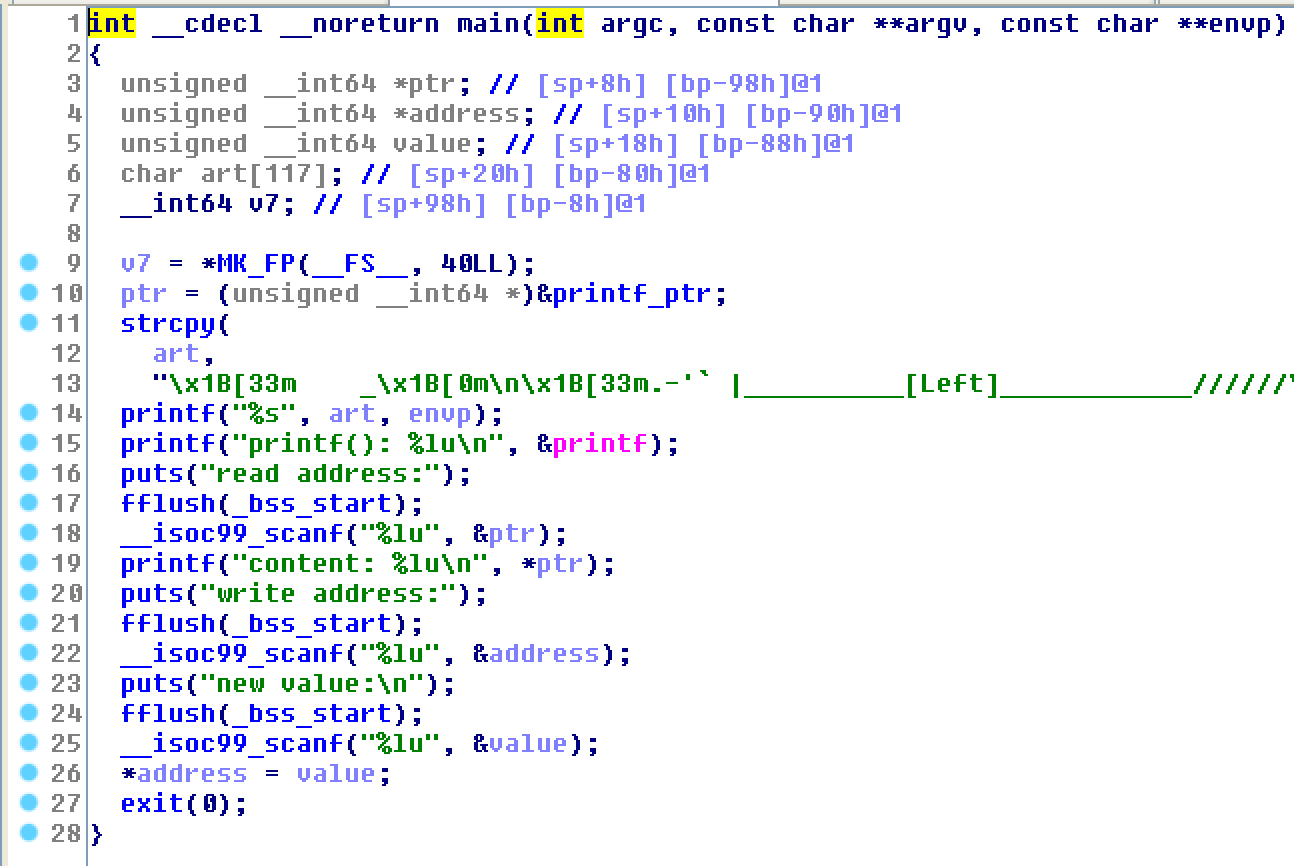 1 int __cdecl __noreturn main(int argc, const char **argv, const char **envp)
2 {
3 unsigned __int64 *ptr; // [sp+8h] [bp-98h]@1
4 unsigned __int64 *address; // [sp+10h] [bp-90h]@1
5 unsigned __int64 value; // [sp+18h] [bp-88h]@1
6 char art[117]; // [sp+20h] [bp-80h]@1
7 __int64 v7; // [sp+98h] [bp-8h]@1
8
9 v7 = *MK_FP(__FS__, 40LL);
10 ptr = (unsigned __int64 *)&printf_ptr;
11 strcpy(
12 art,
13 "\x1B[33m    _\x1B[0m\n\x1B[33m.-'` |__________[Left]____________//////
14 printf("%s", art, envp);
15 printf("printf(): %lu\n", &printf);
16 puts("read address:");
17 fflush(_bss_start);
18 __isoc99_scanf("%lu", &ptr);
19 printf("content: %lu\n", *ptr);
20 puts("write address:");
21 fflush(_bss_start);
22 __isoc99_scanf("%lu", &address);
23 puts("new value:\n");
24 fflush(_bss_start);
25 __isoc99_scanf("%lu", &value);
26 *address = value;
27 exit(0);
28 }